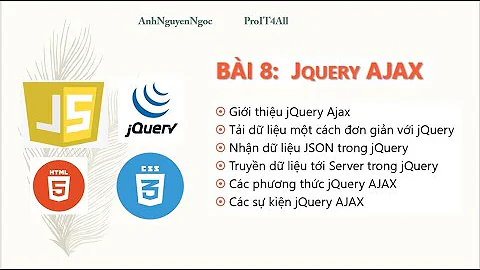 AnhNguyenNgoc ProIT4All
BÀI 8: JQUERY AJAX
JS
jQuery
HTML
5
CSS
3
Giới thiệu jQuery Ajax
Tải dữ liệu một cách đơn giản với jQuery
Nhận dữ liệu JSON trong jQuery
Truyền dữ liệu tới Server trong jQuery
Các phương thức jQuery AJAX
Các sự kiện jQuery AJAX